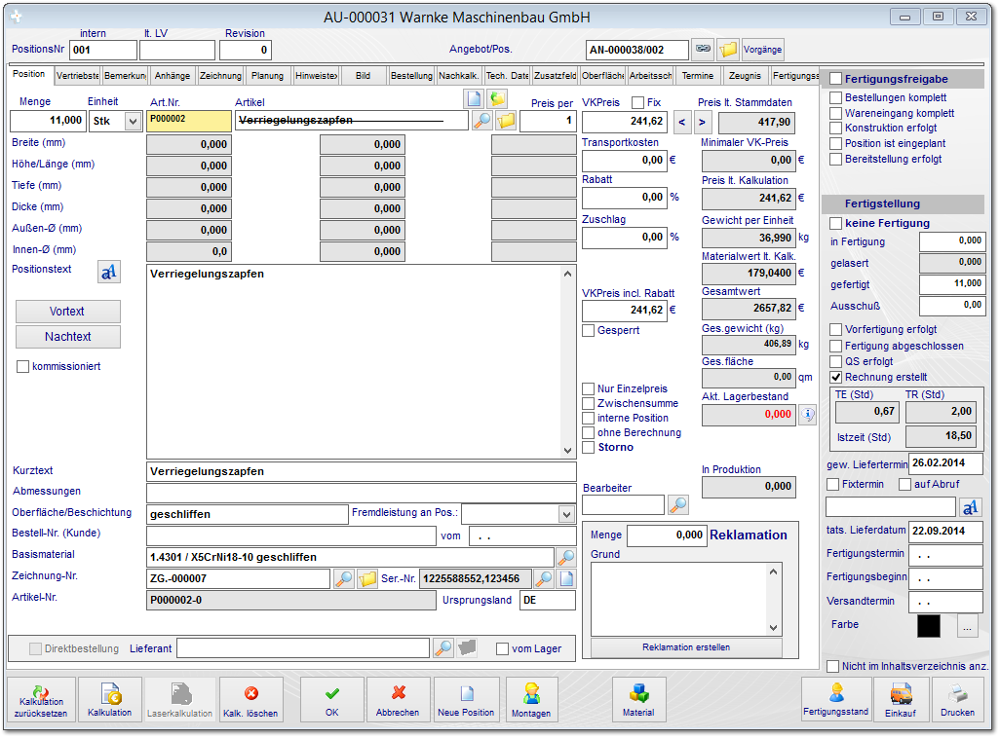 AU-000031 Warnke Maschinenbau GmbH
intern lt. LV Revision
PositionsNr 001 0 Angebot/Pos. AN-000038/002 Vorgänge
Position Vertriebste Bemerkung Anhänge Zeichnung Planung Hinweistex Bild Bestellung Nachkalk. Tech. Date Zusatzfeld Oberfläche Arbeitssch Termine Zeugnis Fertigungss
Menge Einheit Art.Nr. Artikel Preis per
11,000 Stk P000002 Verriegelungszapfen 1
Breite (mm) 0,000 0,000
Höhe/Länge (mm) 0,000 0,000
Tiefe (mm) 0,000 0,000
Dicke (mm) 0,000 0,000
Außen-Ø (mm) 0,000 0,000
Innen-Ø (mm) 0,0 0,000
Positionstext aA Verriegelungszapfen
Vortext
Nachtext
kommissioniert
Kurztext Verriegelungszapfen
Abmessungen
Oberfläche/Beschichtung geschliffen Fremdleistung an Pos.:
Bestell-Nr. (Kunde) vom . .
Basismaterial 1.4301 / X5CrNi18-10 geschliffen
Zeichnung-Nr. ZG.-000007 Ser.-Nr. 1225588552,123456
Artikel-Nr. P000002-0 Ursprungsland DE
Direktbestellung Lieferant vom Lager
VKPreis Fix Preis lt. Stammdaten
241,62 < > 417,90
Transportkosten Minimaler VK-Preis
0,00 € 0,00 €
Rabatt Preis lt. Kalkulation
0,00 % 241,62 €
Zuschlag Gewicht per Einheit
0,00 % 36,990 kg
Materialwert lt. Kalk.
179,0400 €
VKPreis incl. Rabatt Gesamtwert
241,62 € 2657,82 €
Gesperrt Ges.gewicht (kg)
406,89 kg
Ges.fläche
0,00 qm
Nur Einzelpreis Akt. Lagerbestand
Zwischensumme
interne Position 0,000
ohne Berechnung
Storno
In Produktion
Bearbeiter 0,000
Menge 0,000 Reklamation
Grund
Reklamation erstellen
Fertigungsfreigabe
Bestellungen komplett
Wareneingang komplett
Konstruktion erfolgt
Position ist eingeplant
Bereitstellung erfolgt
Fertigstellung
keine Fertigung
in Fertigung 0,000
gelasert 0,000
gefertigt 11,000
Ausschuß 0,00
Vorfertigung erfolgt
Fertigung abgeschlossen
QS erfolgt
Rechnung erstellt
TE (Std) TR (Std)
0,67 2,00
Istzeit (Std) 18,50
gew. Liefertermin 26.02.2014
Fixtermin auf Abruf
aA
tats. Lieferdatum 22.09.2014
Fertigungstermin . .
Fertigungsbeginn . .
Versandtermin . .
Farbe ...
Nicht im Inhaltsverzeichnis anz.
Kalkulation zurücksetzen Kalkulation Laserkalkulation Kalk. löschen OK Abbrechen Neue Position Montagen Material Fertigungsstand Einkauf Drucken